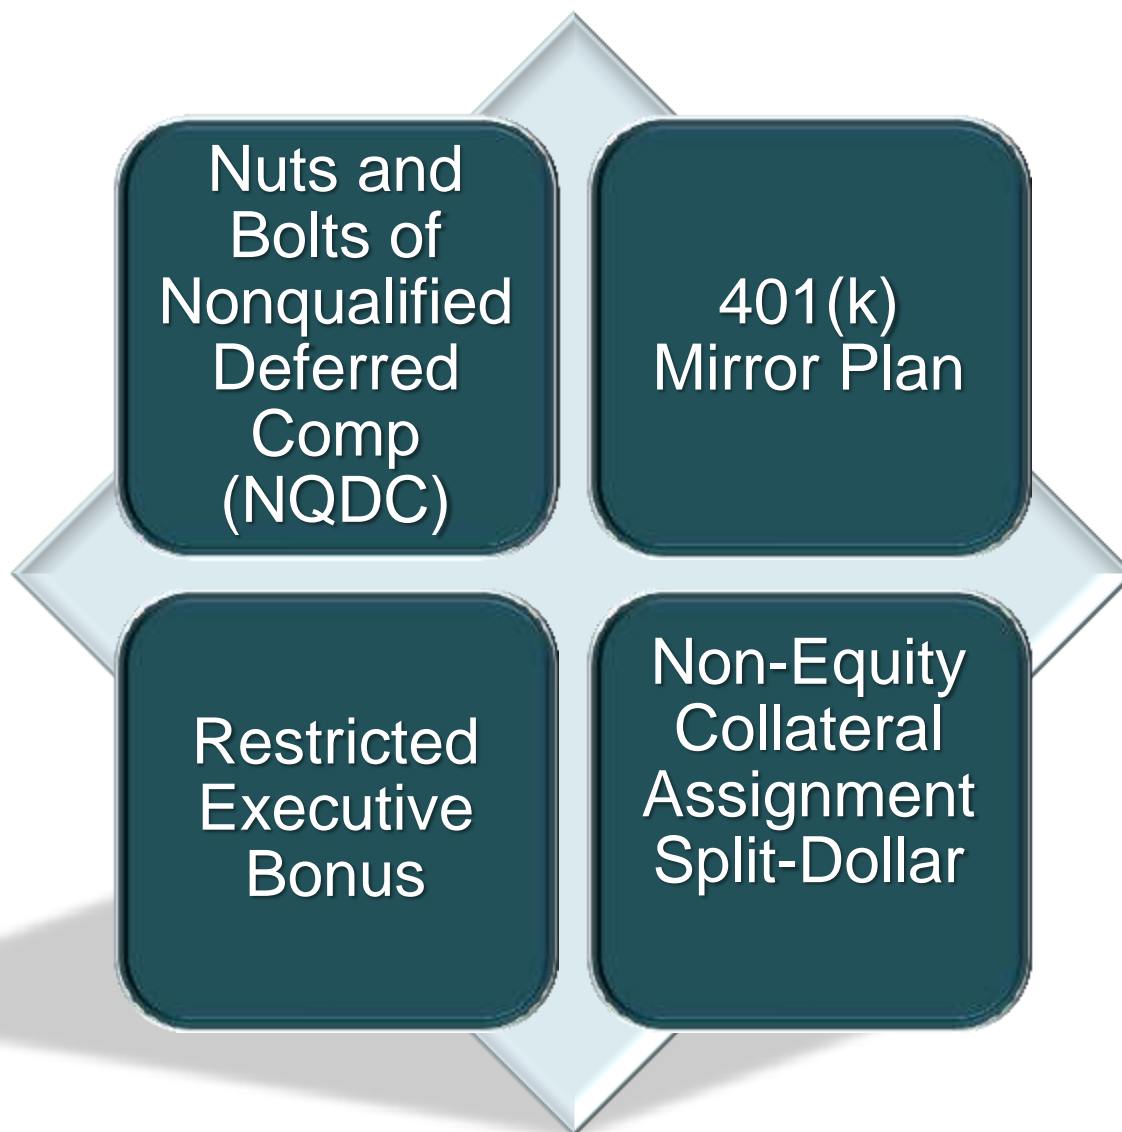 Nuts and
Bolts of
Nonqualified
Deferred
Comp
(NQDC)
401(k)
Mirror Plan
Restricted
Executive
Bonus
Non-Equity
Collateral
Assignment
Split-Dollar